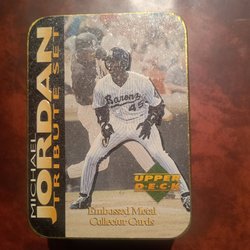 MICHAEL
JORDAN
TRIBUTE SET
Barons
45
UPPER
DECK
Embossed Metal
Collector Cards